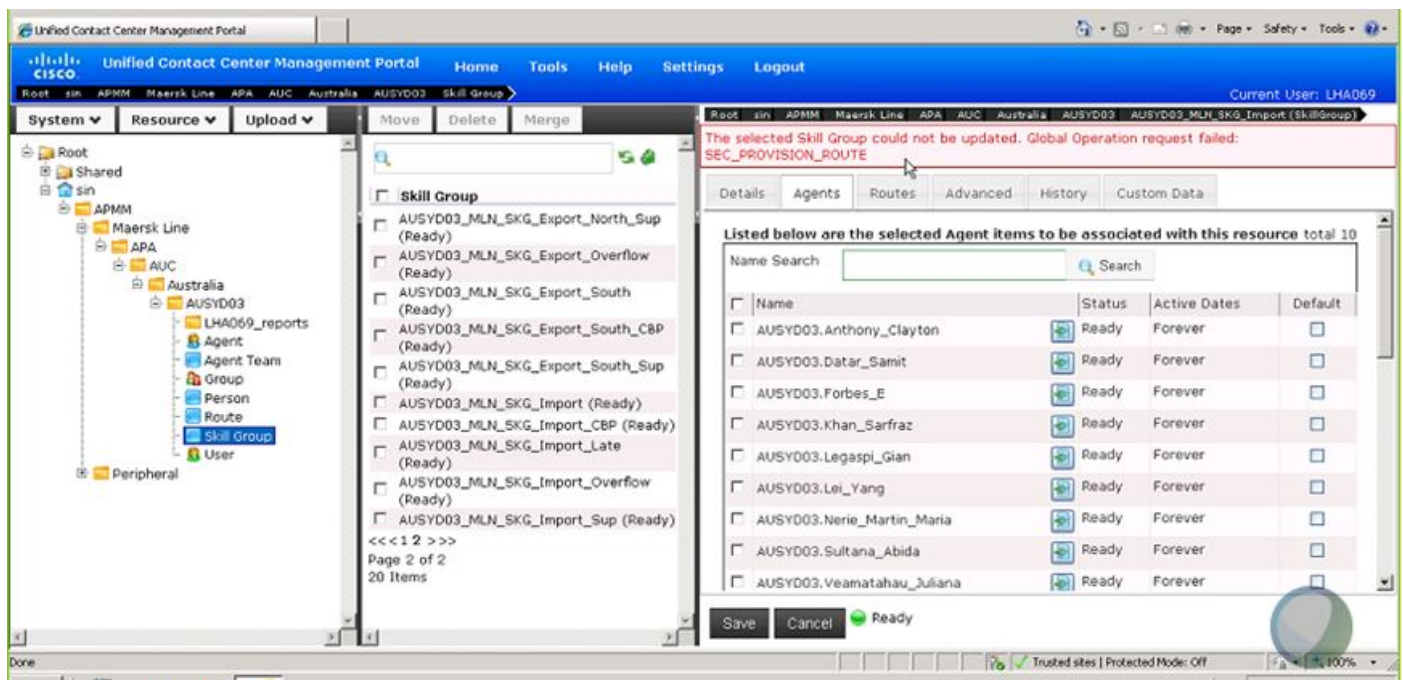 Unified Contact Center Management Portal
Page Safety Tools
CISCO
Unified Contact Center Management Portal Home Tools Help Settings Logout
Root sin APMM Maersk Line APA AUC Australia AUSYD03 Skill Group
Current User: LHA069
System Resource Upload
Root
Shared
sin
APMM
Maersk Line
APA
AUC
Australia
AUSYD03
LHA069_reports
Agent
Agent Team
Group
Person
Route
Skill Group
User
Peripheral
Move Delete Merge
Skill Group
AUSYD03_MLN_SKG_Export_North_Sup
(Ready)
AUSYD03_MLN_SKG_Export_Overflow
(Ready)
AUSYD03_MLN_SKG_Export_South
(Ready)
AUSYD03_MLN_SKG_Export_South_CBP
(Ready)
AUSYD03_MLN_SKG_Export_South_Sup
(Ready)
AUSYD03_MLN_SKG_Import (Ready)
AUSYD03_MLN_SKG_Import_CBP (Ready)
AUSYD03_MLN_SKG_Import_Late
(Ready)
AUSYD03_MLN_SKG_Import_Overflow
(Ready)
AUSYD03_MLN_SKG_Import_Sup (Ready)
<<<1 2 >>>
Page 2 of 2
20 Items
Root sin APMM Maersk Line APA AUC Australia AUSYD03 AUSYD03_MLN_SKG_Import (SkillGroup)
The selected Skill Group could not be updated. Global Operation request failed:
SEC_PROVISION_ROUTE
Details Agents Routes Advanced History Custom Data
Listed below are the selected Agent items to be associated with this resource total 10
Name Search Search
Name Status Active Dates Default
AUSYD03.Anthony_Clayton Ready Forever
AUSYD03.Datar_Samit Ready Forever
AUSYD03.Forbes_E Ready Forever
AUSYD03.Khan_Sarfraz Ready Forever
AUSYD03.Legaspi_Gian Ready Forever
AUSYD03.Lei_Yang Ready Forever
AUSYD03.Nerie_Martin_Maria Ready Forever
AUSYD03.Sultana_Abida Ready Forever
AUSYD03.Veamatahau_Juliana Ready Forever
Save Cancel Ready
Done
Trusted sites | Protected Mode: Off
100%